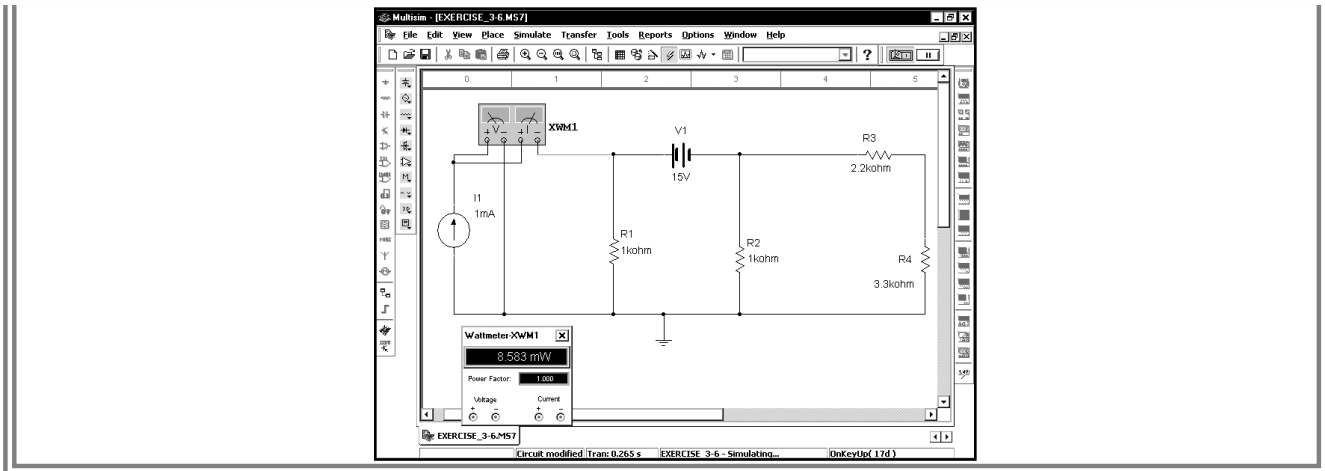 Multisim - [EXERCISE_3-6.MS7]
File Edit View Place Simulate Transfer Tools Reports Options Window Help
0 1 2 3 4 5
XWM1
V1
15V
R3
2.2kohm
I1
1mA
R1
1kohm
R2
1kohm
R4
3.3kohm
Wattmeter-XWM1
8.583 mW
Power Factor: 1.000
Voltage Current
EXERCISE_3-6.MS7
Circuit modified Tran: 0.265 s EXERCISE_3-6 - Simulating... OnKeyUp( 17d )